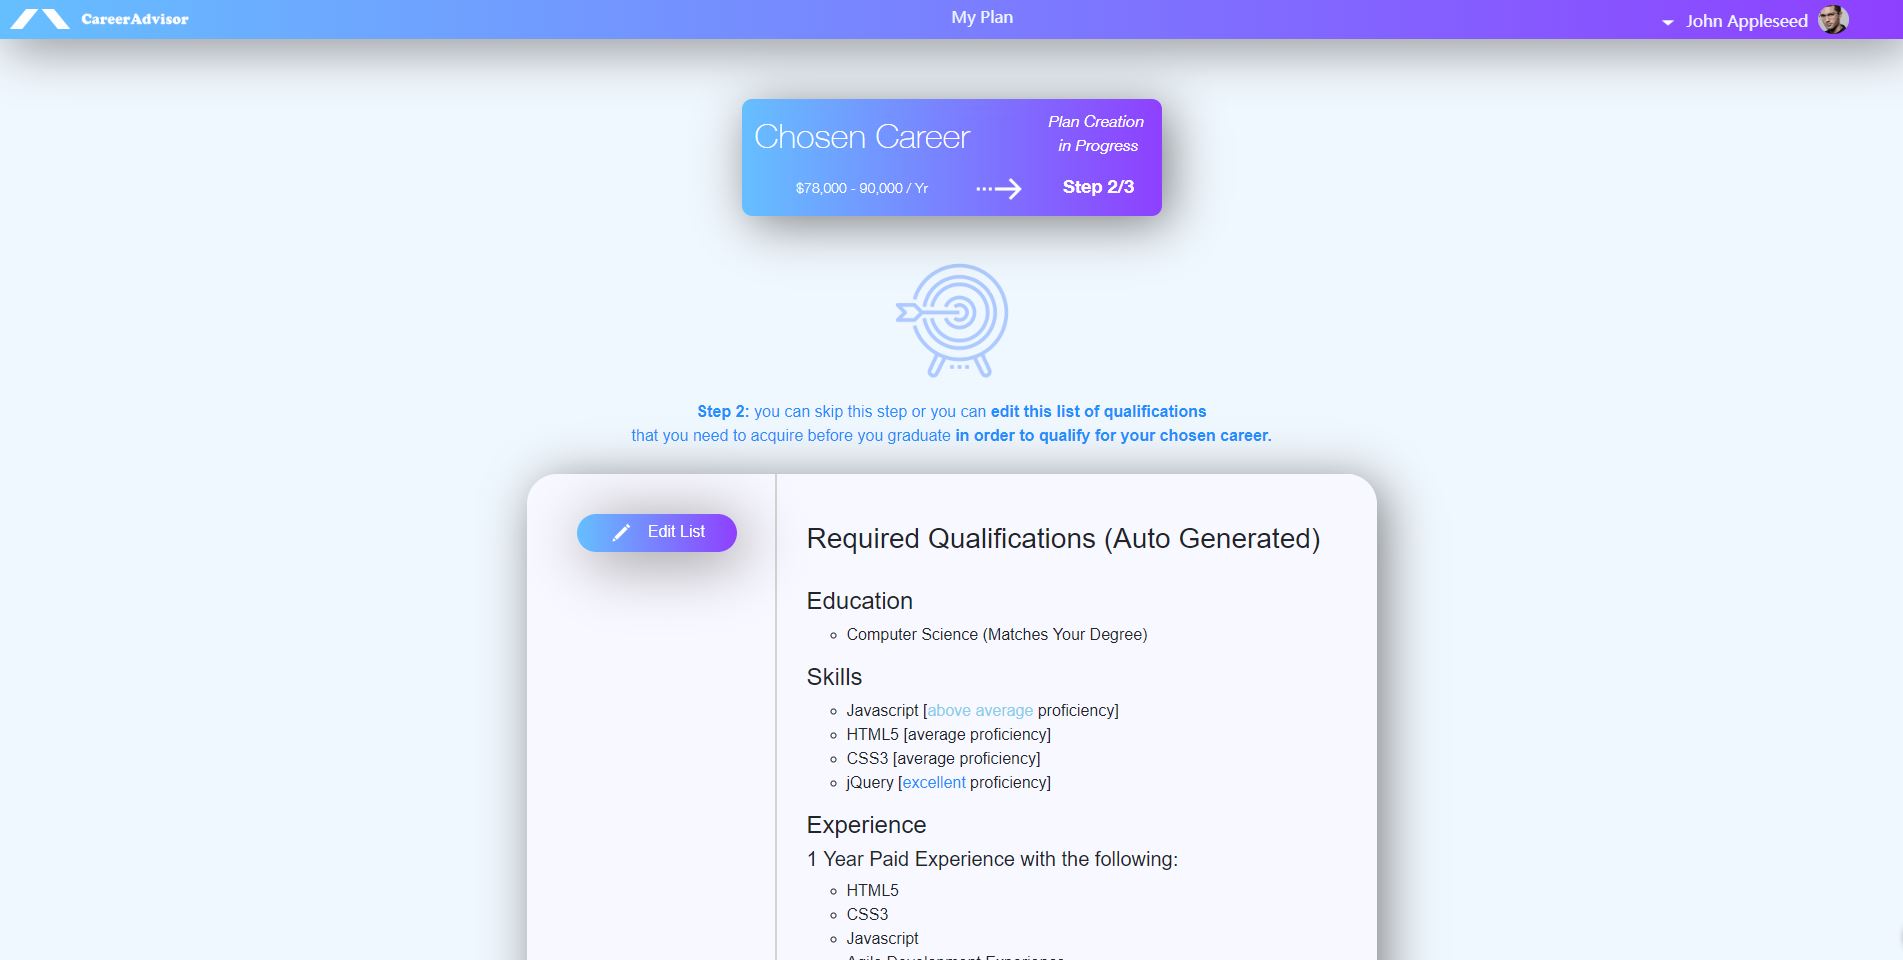 CareerAdvisor
My Plan
John Appleseed
Chosen Career
Plan Creation
in Progress
$78,000 - 90,000 / Yr
Step 2/3
Step 2: you can skip this step or you can edit this list of qualifications
that you need to acquire before you graduate in order to qualify for your chosen career.
Edit List
Required Qualifications (Auto Generated)
Education
Computer Science (Matches Your Degree)
Skills
Javascript [above average proficiency]
HTML5 [average proficiency]
CSS3 [average proficiency]
jQuery [excellent proficiency]
Experience
1 Year Paid Experience with the following:
HTML5
CSS3
Javascript
Agile Development Experience